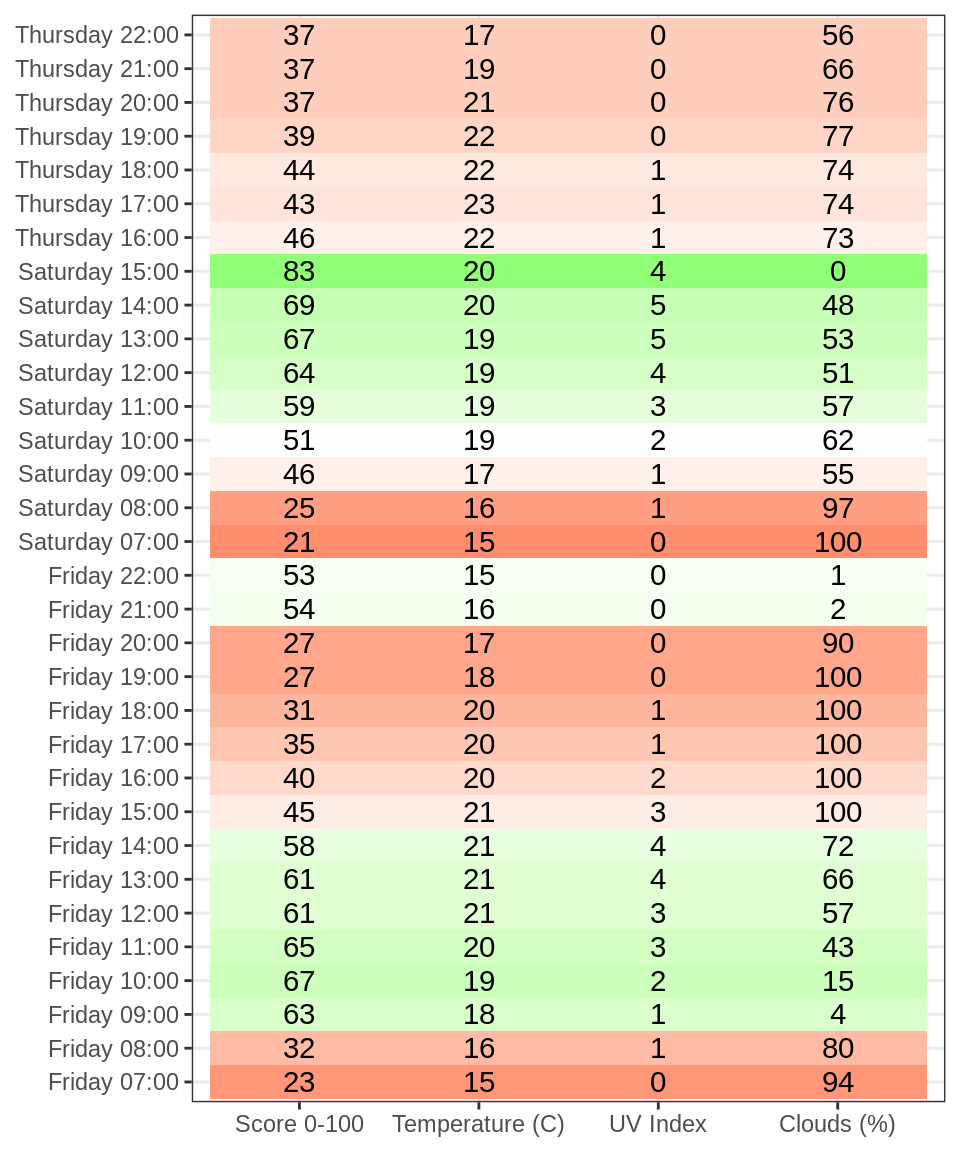 Thursday 22:00 37 17 0 56
Thursday 21:00 37 19 0 66
Thursday 20:00 37 21 0 76
Thursday 19:00 39 22 0 77
Thursday 18:00 44 22 1 74
Thursday 17:00 43 23 1 74
Thursday 16:00 46 22 1 73
Saturday 15:00 83 20 4 0
Saturday 14:00 69 20 5 48
Saturday 13:00 67 19 5 53
Saturday 12:00 64 19 4 51
Saturday 11:00 59 19 3 57
Saturday 10:00 51 19 2 62
Saturday 09:00 46 17 1 55
Saturday 08:00 25 16 1 97
Saturday 07:00 21 15 0 100
Friday 22:00 53 15 0 1
Friday 21:00 54 16 0 2
Friday 20:00 27 17 0 90
Friday 19:00 27 18 0 100
Friday 18:00 31 20 1 100
Friday 17:00 35 20 1 100
Friday 16:00 40 20 2 100
Friday 15:00 45 21 3 100
Friday 14:00 58 21 4 72
Friday 13:00 61 21 4 66
Friday 12:00 61 21 3 57
Friday 11:00 65 20 3 43
Friday 10:00 67 19 2 15
Friday 09:00 63 18 1 4
Friday 08:00 32 16 1 80
Friday 07:00 23 15 0 94
Score 0-100 Temperature (C) UV Index Clouds (%)